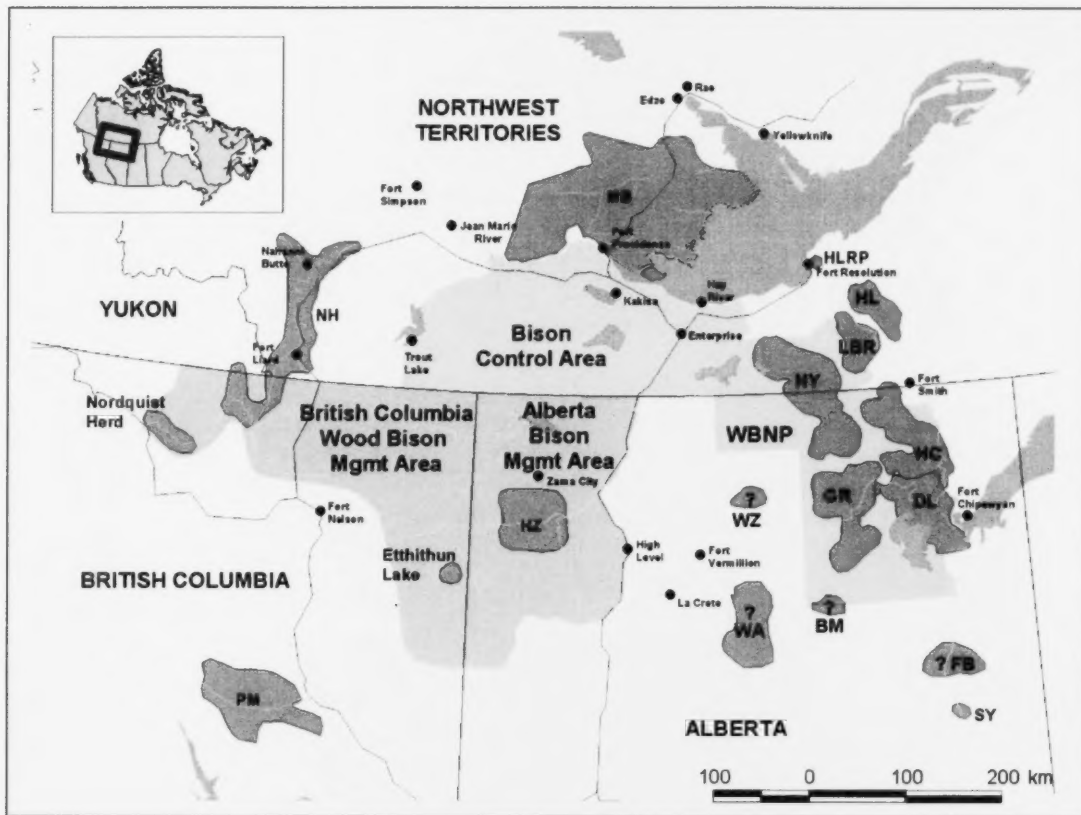 NORTHWEST
TERRITORIES
Rae
Edzo
Yellowknife
Fort
Simpson
MB
Jean Marie
River
Fort
Providence
Butte
HLRP
Fort Resolution
YUKON
NH
Kakisa
Hay
River
HL
Bison
Control Area
Enterprise
LBR
Fort
Liard
Trout
Lake
NY
Fort
Smith
Nordquist
Herd
British Columbia
Wood Bison
Mgmt Area
Alberta
Bison
Mgmt Area
WBNP
HC
Zama City
GR
DL
Fort
Chipewyan
Fort
Nelson
HZ
?
WZ
High
Level
Fort
Vermillion
Etthithun
Lake
BRITISH COLUMBIA
La Crete
?
WA
?
BM
? FB
PM
SY
ALBERTA
100 0 100 200 km